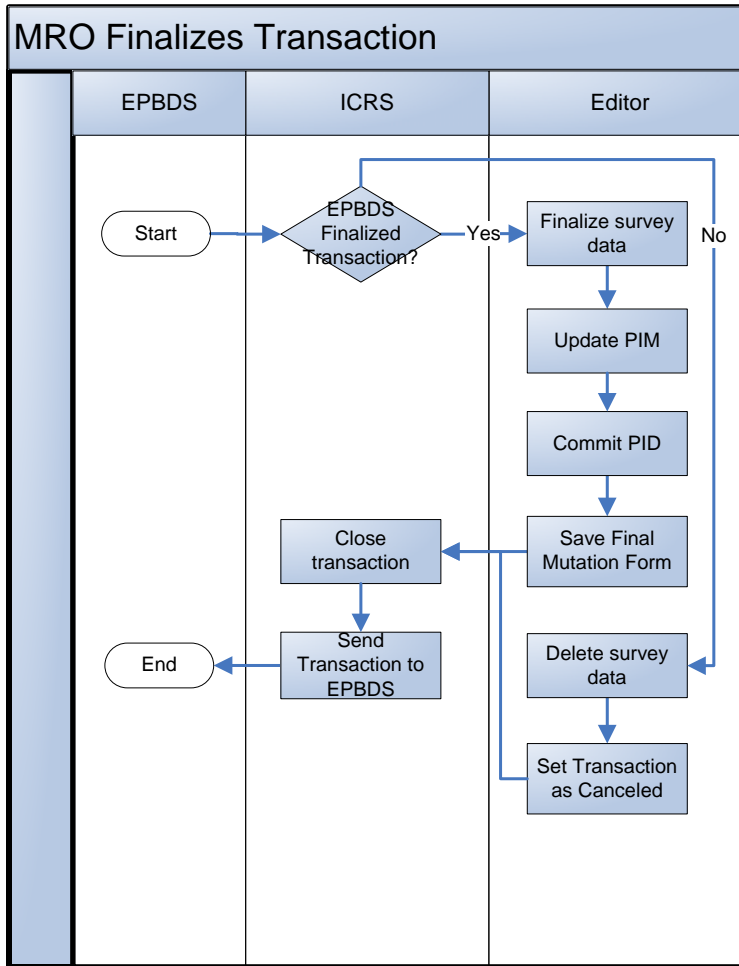 MRO Finalizes Transaction
EPBDS
ICRS
Editor
Start
EPBDS
Finalized
Transaction?
Yes
Finalize survey
data
No
Update PIM
Commit PID
Save Final
Mutation Form
Close
transaction
Send
Transaction to
EPBDS
End
Delete survey
data
Set Transaction
as Canceled